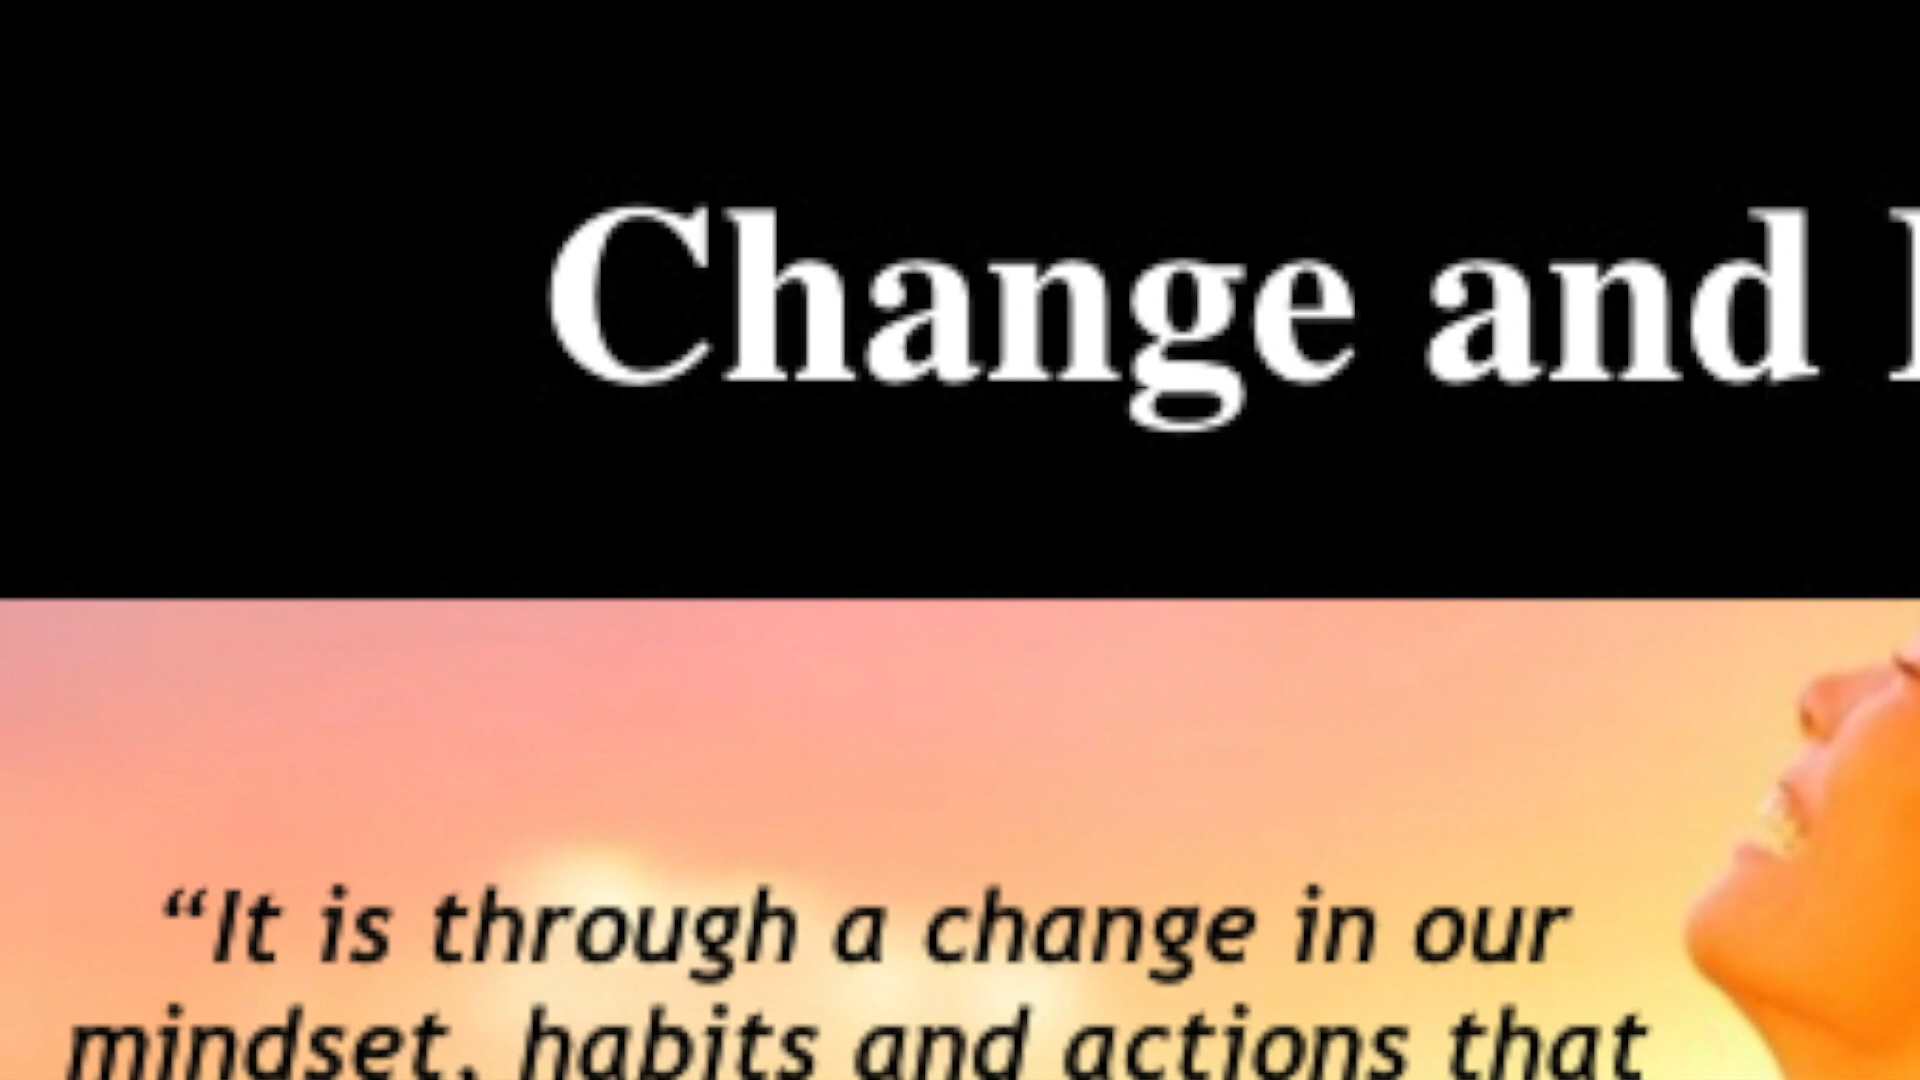 Change and
“It is through a change in our
mindset, habits and actions that